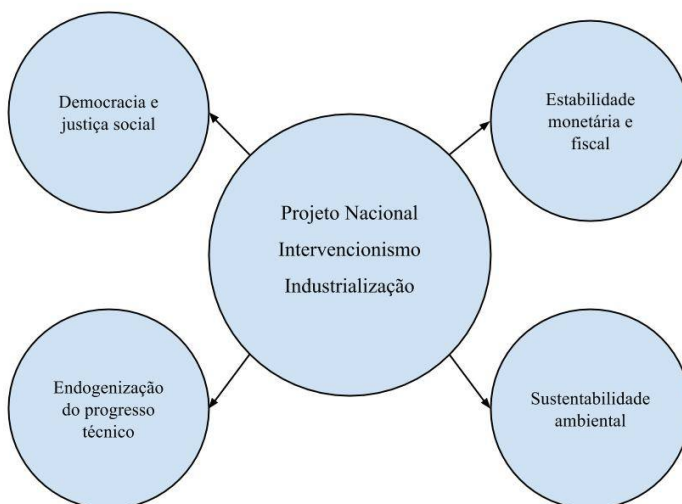 Democracia e
justiça social
Estabilidade
monetária e
fiscal
Projeto Nacional
Intervencionismo
Industrialização
Endogenização
do progresso
técnico
Sustentabilidade
ambiental